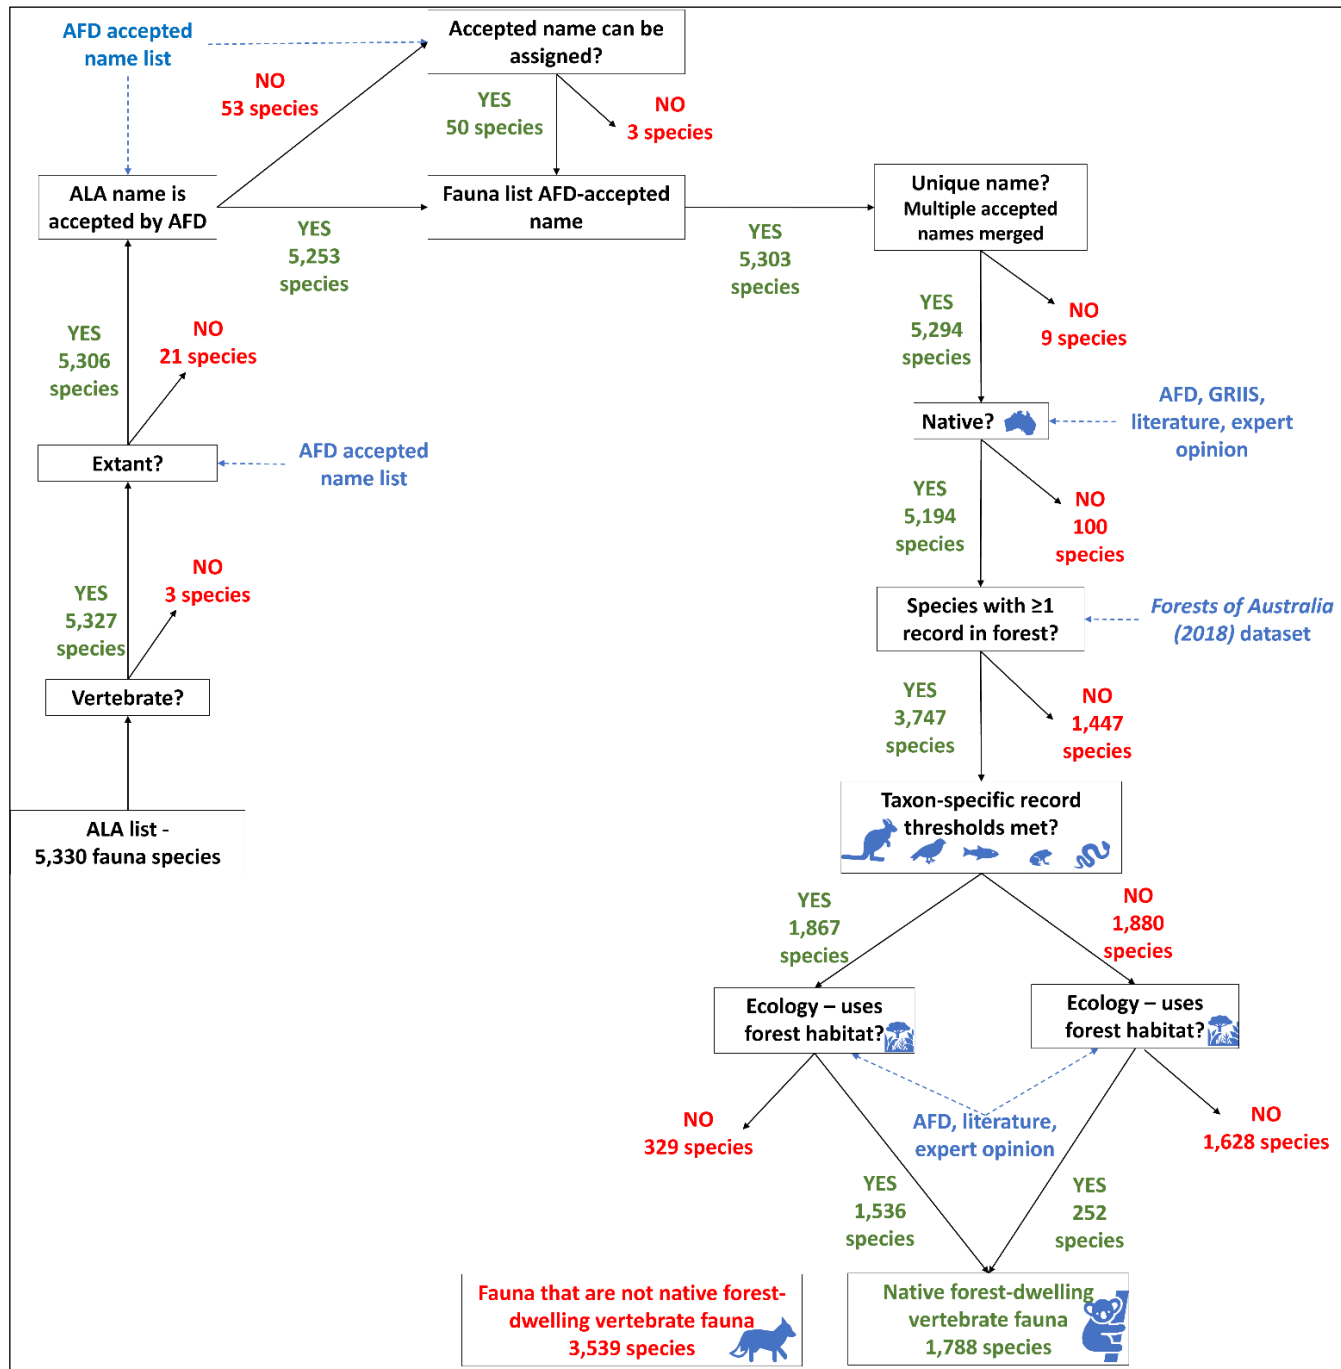 AFD accepted
name list
NO
53 species
Accepted name can be
assigned?
YES
50 species
NO
3 species
ALA name is
accepted by AFD
YES
5,253
species
Fauna list AFD-accepted
name
YES
5,303
species
Unique name?
Multiple accepted
names merged
YES
5,306
species
NO
21 species
YES
5,294
species
NO
9 species
Extant?
AFD accepted
name list
Native?
AFD, GRIIS,
literature, expert
opinion
YES
5,327
species
NO
3 species
YES
5,194
species
NO
100
species
Vertebrate?
Species with ≥1
record in forest?
Forests of Australia
(2018) dataset
YES
3,747
species
NO
1,447
species
ALA list -
5,330 fauna species
Taxon-specific record
thresholds met?
YES
1,867
species
NO
1,880
species
Ecology – uses
forest habitat?
Ecology – uses
forest habitat?
NO
329 species
AFD, literature,
expert opinion
NO
1,628 species
YES
1,536
species
YES
252
species
Fauna that are not native forest-
dwelling vertebrate fauna
3,539 species
Native forest-dwelling
vertebrate fauna
1,788 species